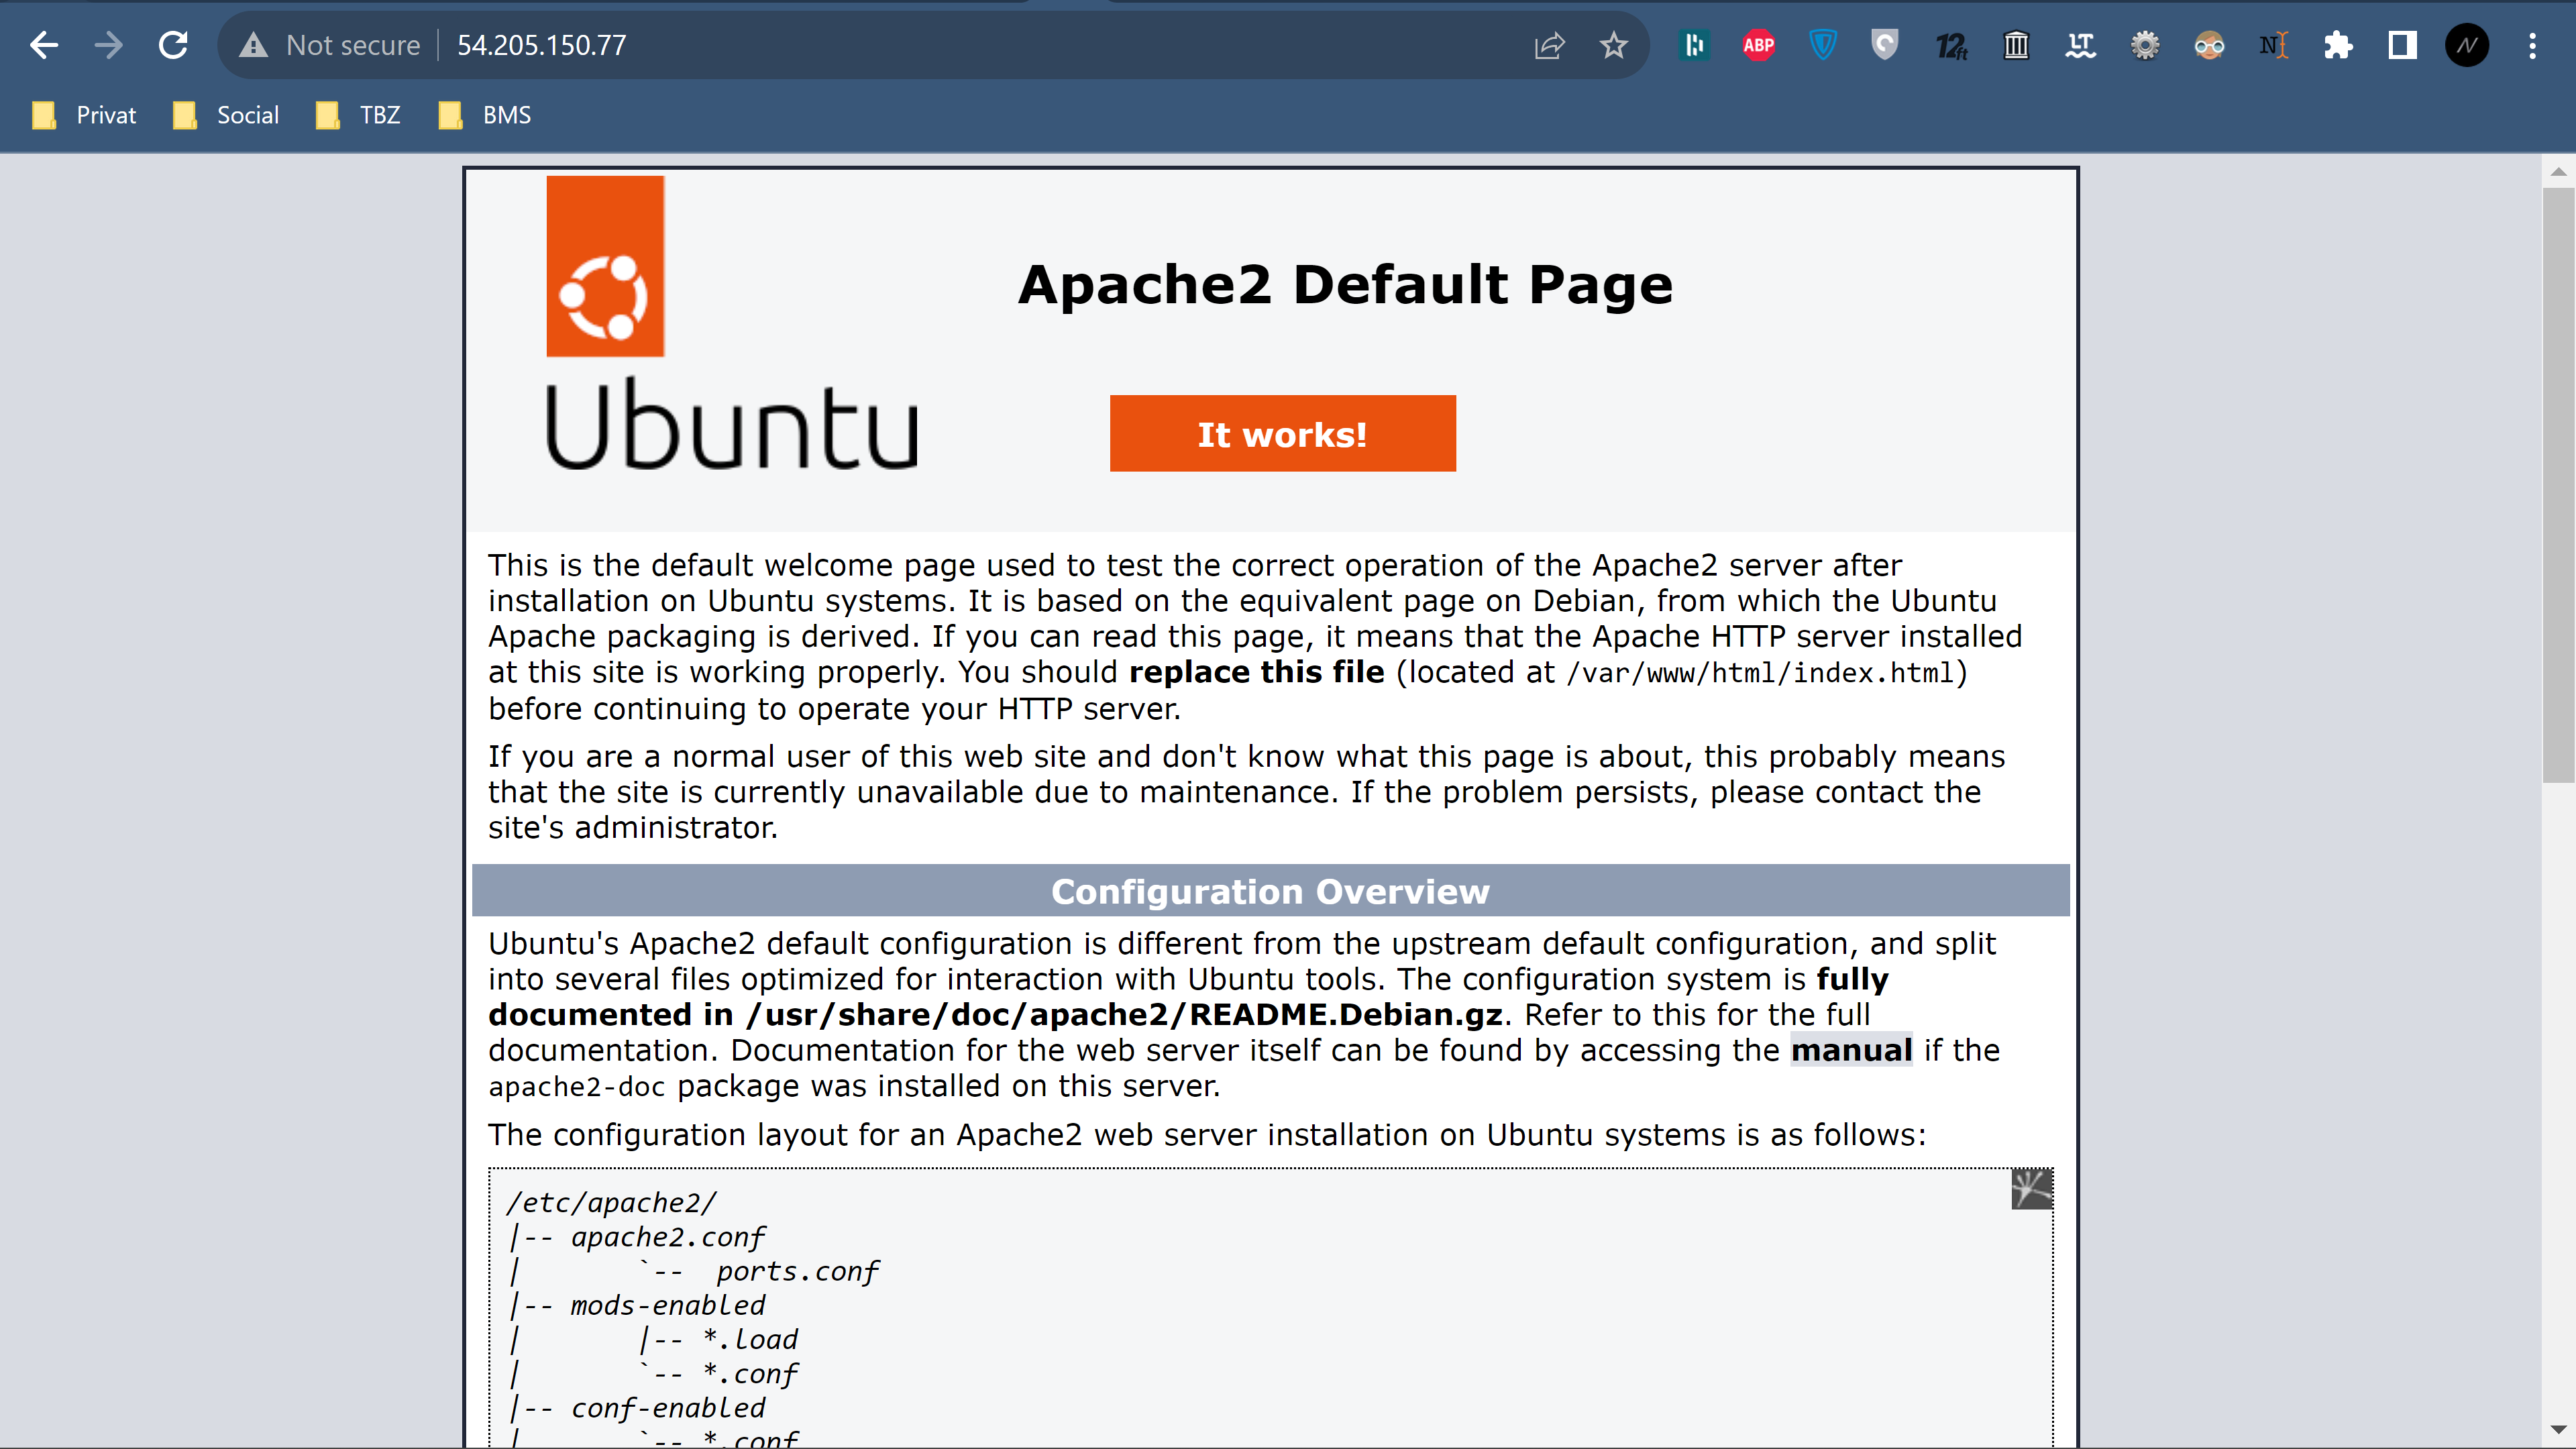 Not secure 54.205.150.77
ABP 12ft LT N N
Privat Social TBZ BMS
Apache2 Default Page
Ubuntu
It works!
This is the default welcome page used to test the correct operation of the Apache2 server after
installation on Ubuntu systems. It is based on the equivalent page on Debian, from which the Ubuntu
Apache packaging is derived. If you can read this page, it means that the Apache HTTP server installed
at this site is working properly. You should replace this file (located at /var/www/html/index.html)
before continuing to operate your HTTP server.
If you are a normal user of this web site and don't know what this page is about, this probably means
that the site is currently unavailable due to maintenance. If the problem persists, please contact the
site's administrator.
Configuration Overview
Ubuntu's Apache2 default configuration is different from the upstream default configuration, and split
into several files optimized for interaction with Ubuntu tools. The configuration system is fully
documented in /usr/share/doc/apache2/README.Debian.gz. Refer to this for the full
documentation. Documentation for the web server itself can be found by accessing the manual if the
apache2-doc package was installed on this server.
The configuration layout for an Apache2 web server installation on Ubuntu systems is as follows:
/etc/apache2/
|-- apache2.conf
|       `--  ports.conf
|-- mods-enabled
|       |-- *.load
|       `-- *.conf
|-- conf-enabled
|       `-- *.conf